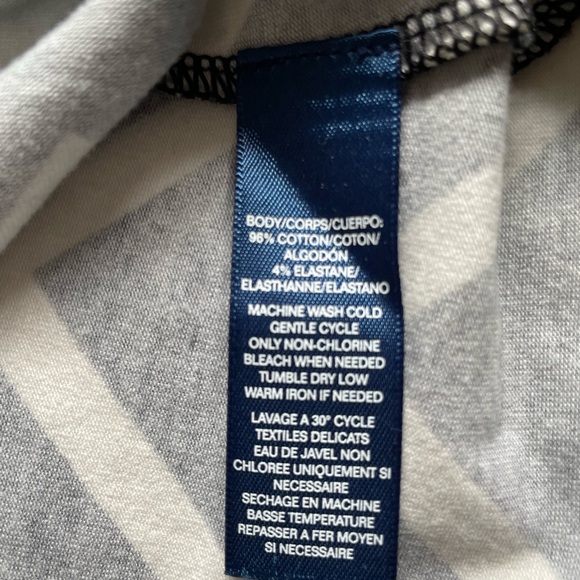 BODY/CORPS/CUERPO:
96% COTTON/COTON/
ALGODÓN
4% ELASTANE/
ELASTHANNE/ELASTANO
MACHINE WASH COLD
GENTLE CYCLE
ONLY NON-CHLORINE
BLEACH WHEN NEEDED
TUMBLE DRY LOW
WARM IRON IF NEEDED
LAVAGE A 30° CYCLE
TEXTILES DELICATS
EAU DE JAVEL NON
CHLOREE UNIQUEMENT SI
NECESSAIRE
SECHAGE EN MACHINE
BASSE TEMPERATURE
REPASSER A FER MOYEN
SI NECESSAIRE